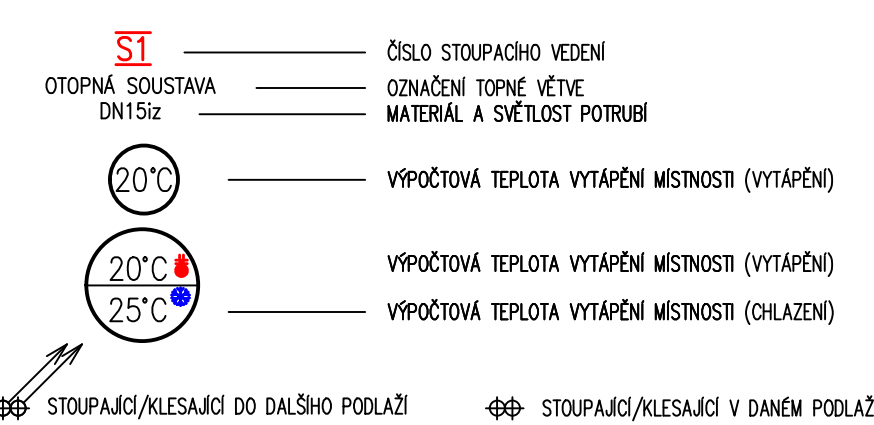 S1 ČÍSLO STOUPACÍHO VEDENÍ
OTOPNÁ SOUSTAVA OZNAČENÍ TOPNÉ VĚTVE
DN15iz MATERIÁL A SVĚTLOST POTRUBÍ
20°C VÝPOČTOVÁ TEPLOTA VYTÁPĚNÍ MÍSTNOSTI (VYTÁPĚNÍ)
20°C VÝPOČTOVÁ TEPLOTA VYTÁPĚNÍ MÍSTNOSTI (VYTÁPĚNÍ)
25°C VÝPOČTOVÁ TEPLOTA VYTÁPĚNÍ MÍSTNOSTI (CHLAZENÍ)
STOUPAJÍCÍ/KLESAJÍCÍ DO DALŠÍHO PODLAŽÍ STOUPAJÍCÍ/KLESAJÍCÍ V DANÉM PODLAŽ